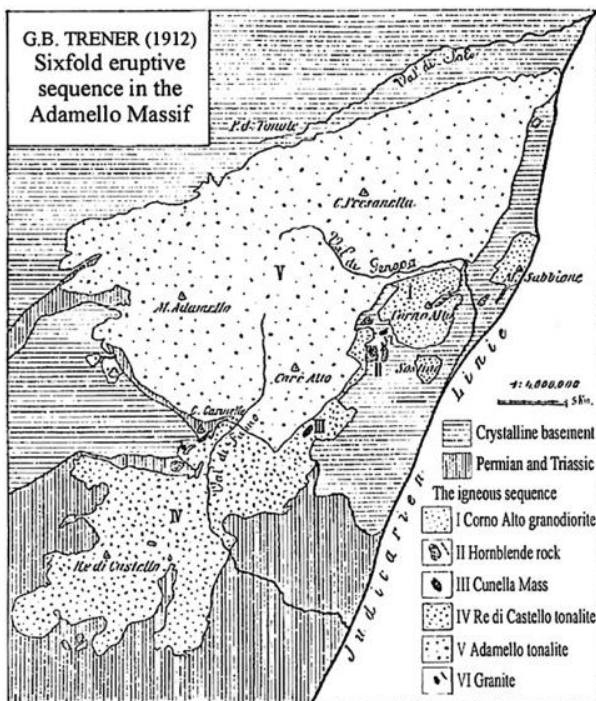 G.B. TRENER (1912)
Sixfold eruptive
sequence in the
Adamello Massif
Val di Sole
P. d. Tonale
C. Presanella
Val
di
Genova
V
I
M. Adamello
Corno Alto
M. Sabbione
II
Sostino
Carè Alto
Linie
III
Val di Fumo
IV
Re di Castello
Judicarien
1:4,000,000
5 Km.
Crystalline basement
Permian and Triassic
The igneous sequence
I Corno Alto granodiorite
II Hornblende rock
III Cunella Mass
IV Re di Castello tonalite
V Adamello tonalite
VI Granite